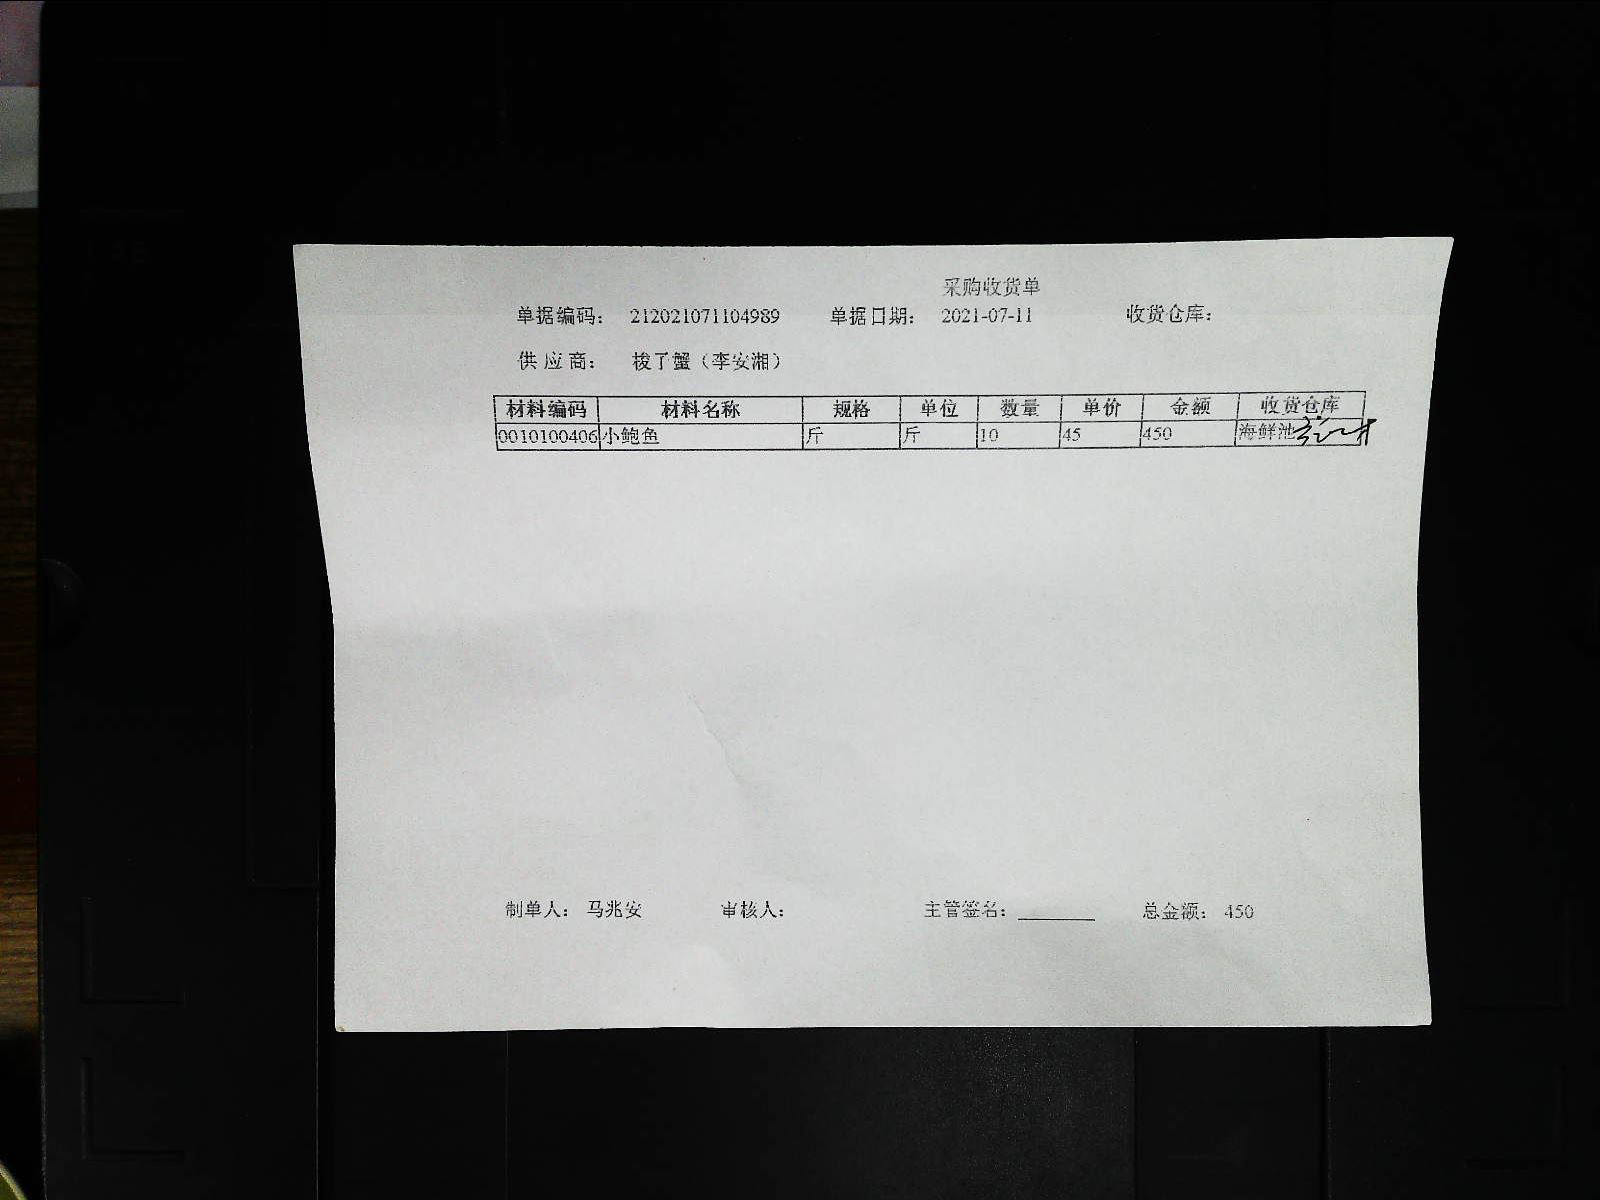 采购收货单
单据编码： 212021071104989 单据日期： 2021-07-11 收货仓库：
供 应 商： 梭子蟹（李安湘）
材料编码 材料名称 规格 单位 数量 单价 金额 收货仓库
0010100406 小鲍鱼 斤 斤 10 45 450 海鲜池
制单人： 马兆安 审核人： 主管签名： 总金额： 450